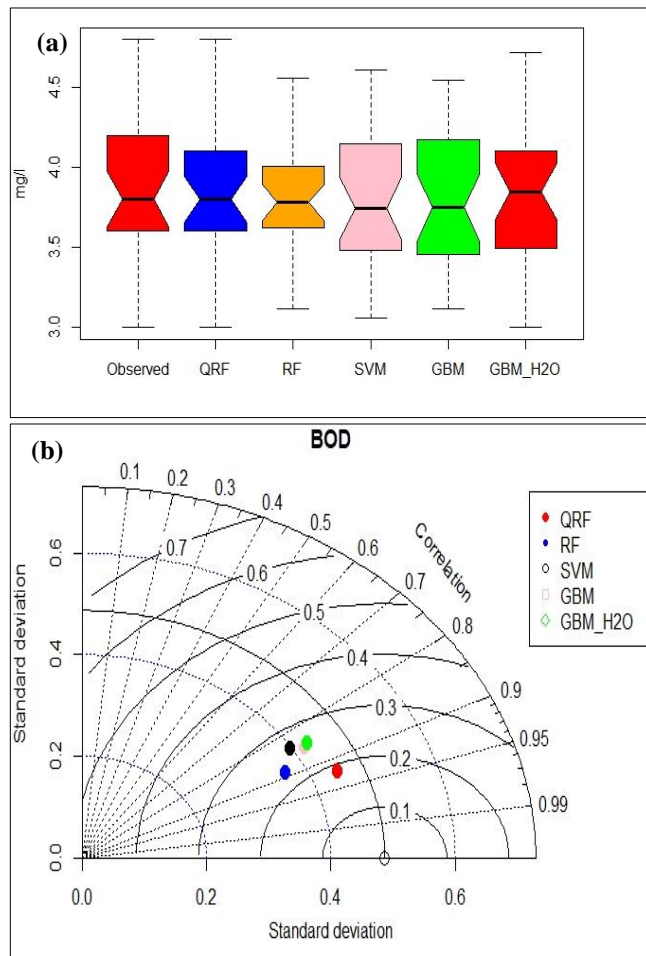 (a)
mg/l
4.5
4.0
3.5
3.0
Observed QRF RF SVM GBM GBM_H2O
(b)
BOD
0.1 0.2 0.3 0.4 0.5 0.6 0.7 0.8 0.9 0.95 0.99
Correlation
0.7
0.6
0.5
0.4
0.3
0.2
0.1
Standard deviation
0.6
0.4
0.2
0.0
0.0 0.2 0.4 0.6
Standard deviation
QRF
RF
SVM
GBM
GBM_H2O